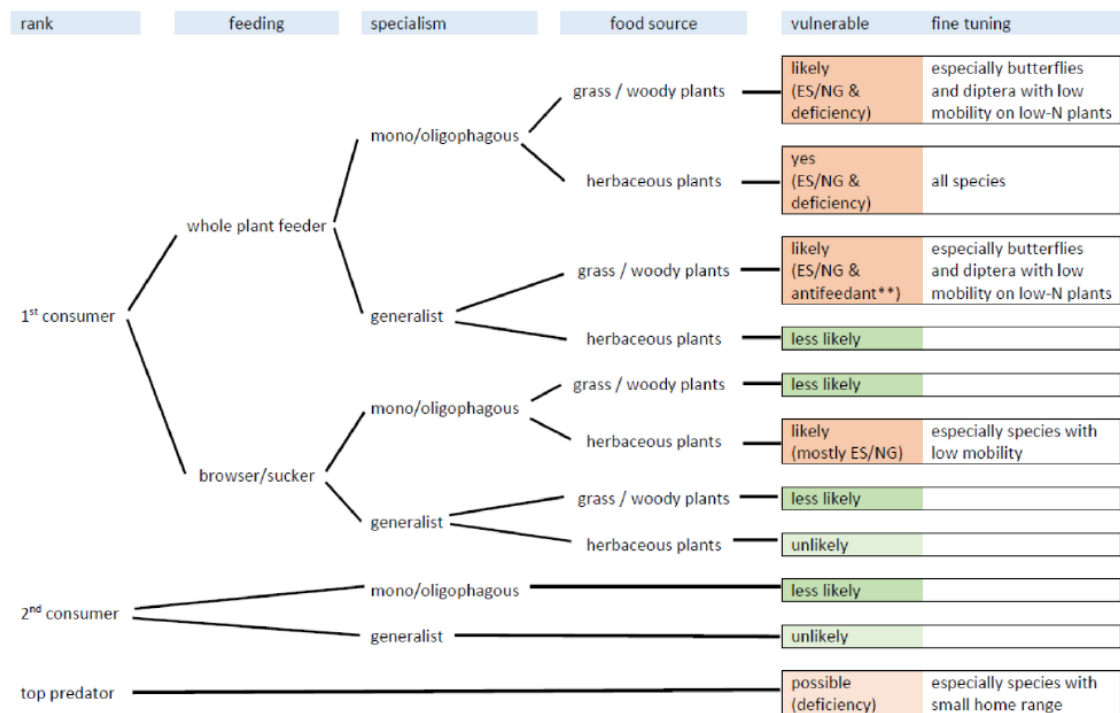 rank feeding specialism food source vulnerable fine tuning
likely especially butterflies
grass / woody plants (ES/NG & and diptera with low
deficiency) mobility on low-N plants
mono/oligophagous
yes
herbaceous plants (ES/NG & all species
deficiency)
whole plant feeder
likely especially butterflies
grass / woody plants (ES/NG & and diptera with low
antifeedant**) mobility on low-N plants
1st consumer generalist
herbaceous plants less likely
grass / woody plants less likely
mono/oligophagous
herbaceous plants likely especially species with
(mostly ES/NG) low mobility
browser/sucker
grass / woody plants less likely
generalist
herbaceous plants unlikely
mono/oligophagous less likely
2nd consumer
generalist unlikely
possible especially species with
top predator (deficiency) small home range